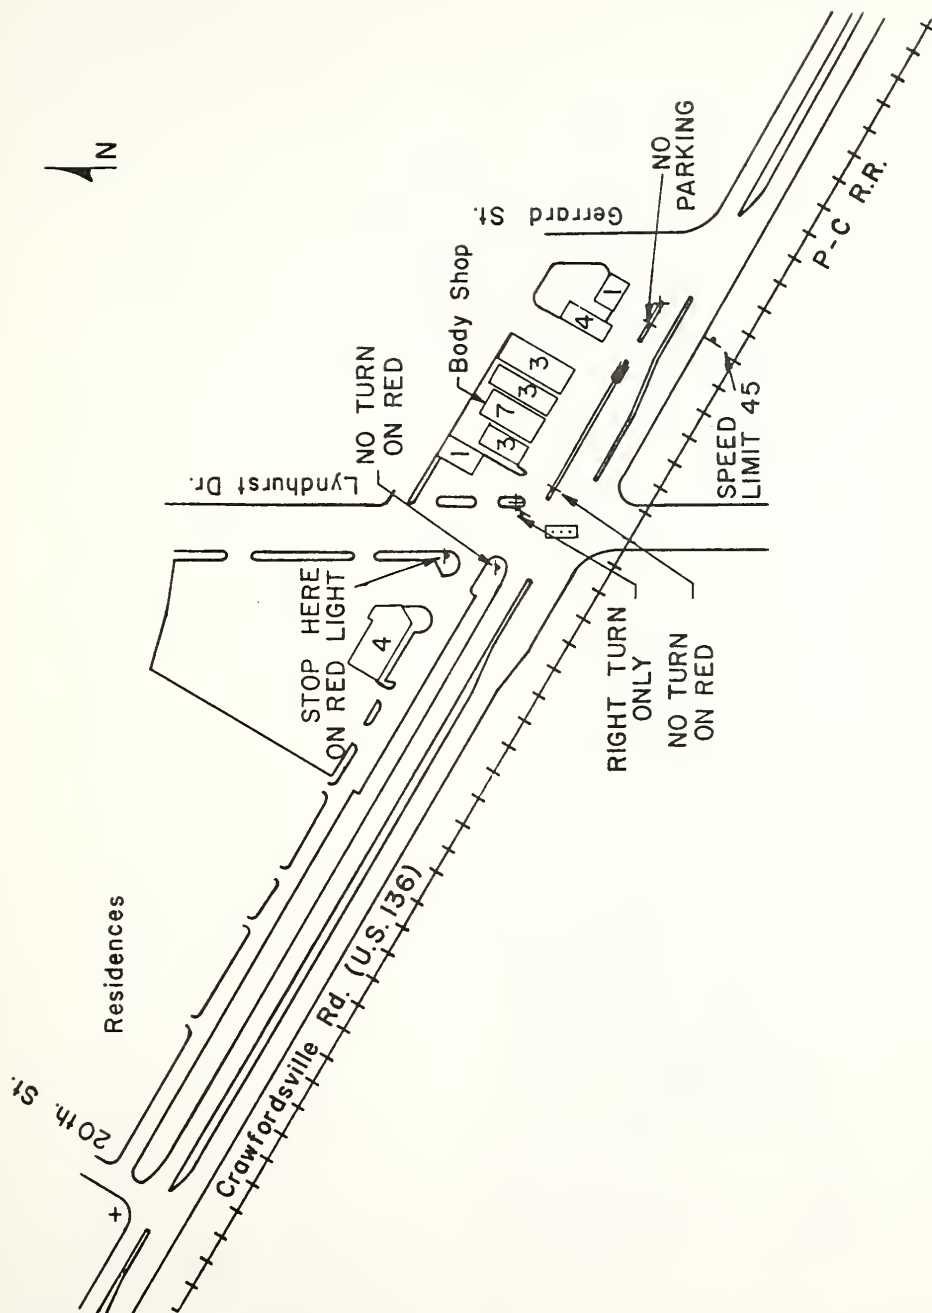 N
NO
PARKING
Gerrard St.
Body Shop
NO TURN
ON RED
Lyndhurst Dr.
1
4
3
3
7
3
1
P-C R.R.
SPEED
LIMIT 45
STOP HERE
ON RED LIGHT
4
RIGHT TURN
ONLY
NO TURN
ON RED
Residences
Crawfordsville Rd. (U.S. 136)
20th. St.